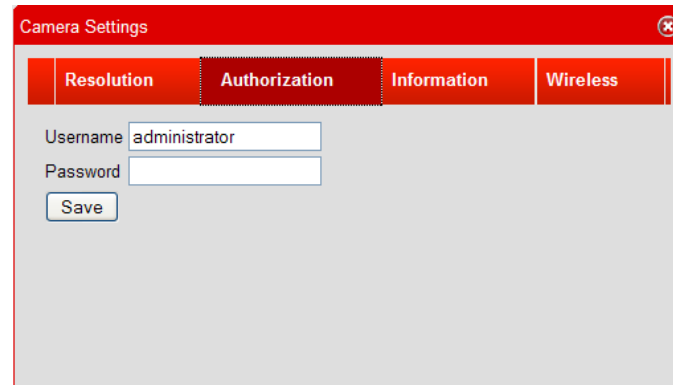 Camera Settings
Resolution Authorization Information Wireless
Username administrator
Password
Save